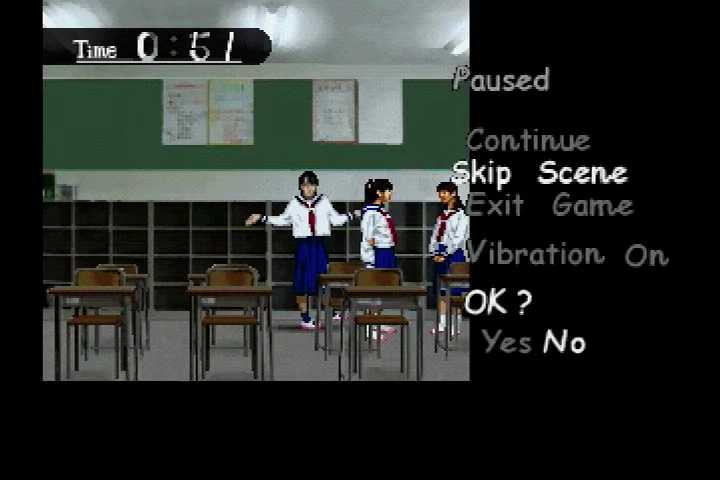 Time 0:51
Paused
Continue
Skip Scene
Exit Game
Vibration On
OK?
Yes No